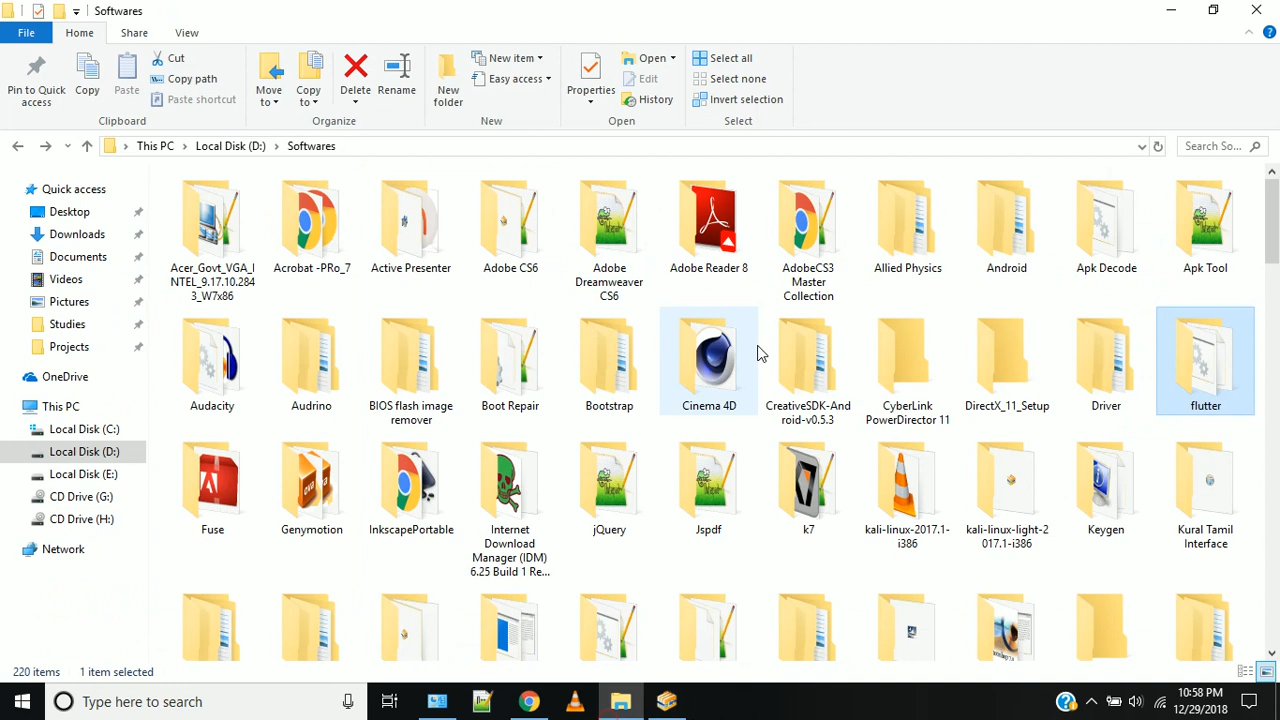 Softwares
File
Home
Share
View
Pin to Quick
access
Copy
Paste
Cut
Copy path
Paste shortcut
Clipboard
Move
to
Copy
to
Delete
Rename
Organize
New
folder
New item
Easy access
New
Properties
Open
Edit
History
Open
Select all
Select none
Invert selection
Select
This PC
Local Disk (D:)
Softwares
Search So...
Quick access
Desktop
Downloads
Documents
Videos
Pictures
Studies
Projects
OneDrive
This PC
Local Disk (C:)
Local Disk (D:)
Local Disk (E:)
CD Drive (G:)
CD Drive (H:)
Network
Acer_Govt_VGA_I
NTEL_9.17.10.284
3_W7x86
Acrobat -PRo_7
Active Presenter
Adobe CS6
Adobe
Dreamweaver
CS6
Adobe Reader 8
AdobeCS3
Master
Collection
Allied Physics
Android
Apk Decode
Apk Tool
Audacity
Audrino
BIOS flash image
remover
Boot Repair
Bootstrap
Cinema 4D
CreativeSDK-And
roid-v0.5.3
CyberLink
PowerDirector 11
DirectX_11_Setup
Driver
flutter
Fuse
Genymotion
InkscapePortable
Internet
Download
Manager (IDM)
6.25 Build 1 Re...
jQuery
Jspdf
k7
kali-linux-2017.1-
i386
kali-linux-light-2
017.1-i386
Keygen
Kural Tamil
Interface
220 items
1 item selected
Type here to search
10:58 PM
12/29/2018